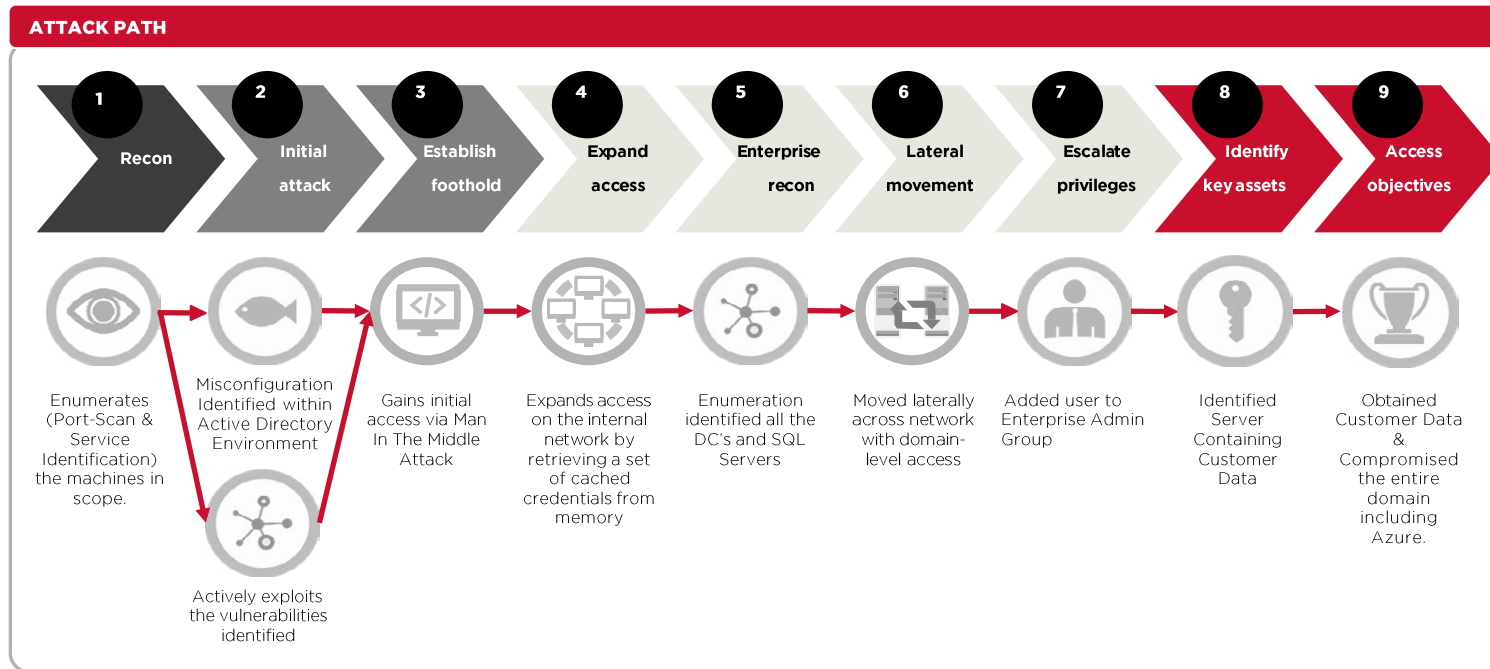 ATTACK PATH
1
Recon
2
Initial
attack
3
Establish
foothold
4
Expand
access
5
Enterprise
recon
6
Lateral
movement
7
Escalate
privileges
8
Identify
key assets
9
Access
objectives
</>
Enumerates
(Port-Scan &
Service
Identification)
the machines in
scope.
Misconfiguration
Identified within
Active Directory
Environment
Actively exploits
the vulnerabilities
identified
Gains initial
access via Man
In The Middle
Attack
Expands access
on the internal
network by
retrieving a set
of cached
credentials from
memory
Enumeration
identified all the
DC's and SQL
Servers
Moved laterally
across network
with domain-
level access
Added user to
Enterprise Admin
Group
Identified
Server
Containing
Customer
Data
Obtained
Customer Data
&
Compromised
the entire
domain
including
Azure.